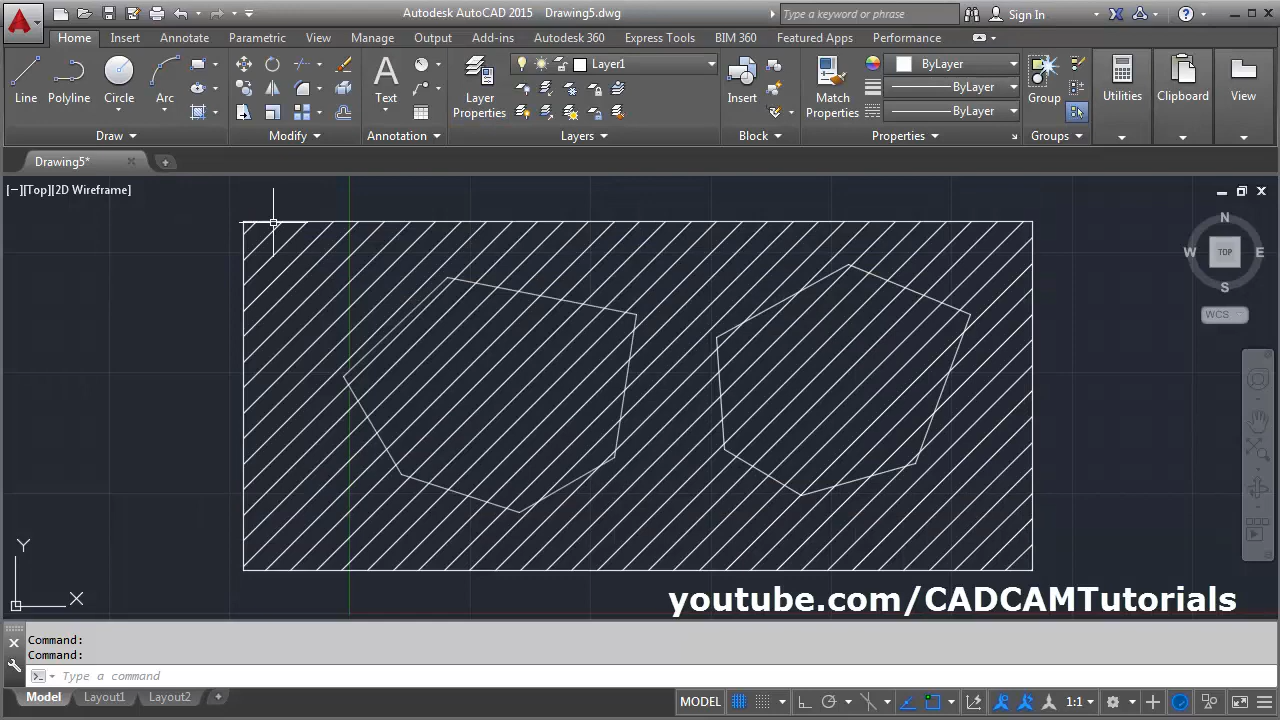 Autodesk AutoCAD 2015 Drawing5.dwg
Type a keyword or phrase
Sign In
Home Insert Annotate Parametric View Manage Output Add-ins Autodesk 360 Express Tools BIM 360 Featured Apps Performance
Line Polyline Circle Arc
Text
Layer Properties
Layer1
Insert
Match Properties
ByLayer
ByLayer
ByLayer
Group
Utilities
Clipboard
View
Draw Modify Annotation Layers Block Properties Groups
Drawing5*
[−][Top][2D Wireframe]
N
W TOP E
S
WCS
Y
X
youtube.com/CADCAMTutorials
Command:
Command:
Type a command
Model Layout1 Layout2
MODEL
1:1